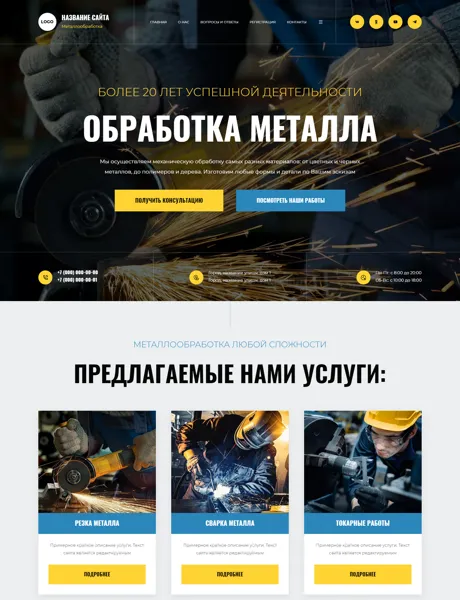 LOGO
НАЗВАНИЕ САЙТА
Металлообработка
ГЛАВНАЯ
О НАС
ВОПРОСЫ И ОТВЕТЫ
РЕГИСТРАЦИЯ
КОНТАКТЫ
БОЛЕЕ 20 ЛЕТ УСПЕШНОЙ ДЕЯТЕЛЬНОСТИ
ОБРАБОТКА МЕТАЛЛА
Мы осуществляем механическую обработку самых разных материалов: от цветных и черных
металлов, до полимеров и дерева. Изготовим любые формы и детали по Вашим эскизам
ПОЛУЧИТЬ КОНСУЛЬТАЦИЮ
ПОСМОТРЕТЬ НАШИ РАБОТЫ
+7 (000) 000-00-00
+7 (000) 000-00-01
Город, название улицы дом 1
Город, название улицы дом 1
Пн-Пт: с 8:00 до 20:00
Сб-Вс: с 10:00 до 18:00
МЕТАЛЛООБРАБОТКА ЛЮБОЙ СЛОЖНОСТИ
ПРЕДЛАГАЕМЫЕ НАМИ УСЛУГИ:
РЕЗКА МЕТАЛЛА
СВАРКА МЕТАЛЛА
ТОКАРНЫЕ РАБОТЫ
Примерное краткое описание услуги. Текст
сайта является редактируемым
Примерное краткое описание услуги. Текст
сайта является редактируемым
Примерное краткое описание услуги. Текст
сайта является редактируемым
ПОДРОБНЕЕ
ПОДРОБНЕЕ
ПОДРОБНЕЕ